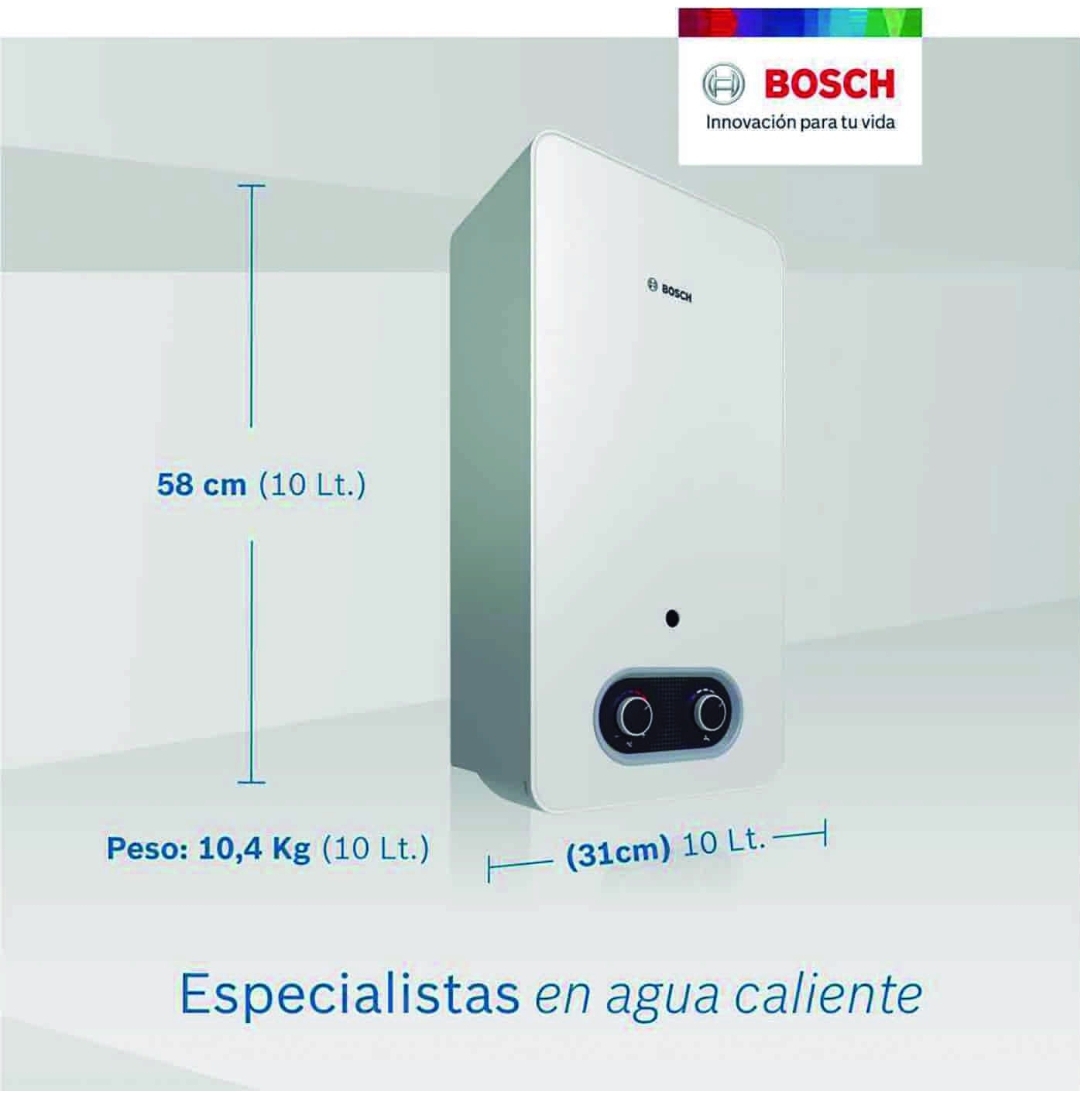 BOSCH
Innovación para tu vida
BOSCH
58 cm (10 Lt.)
Peso: 10,4 Kg (10 Lt.)
(31cm) 10 Lt.
Especialistas en agua caliente